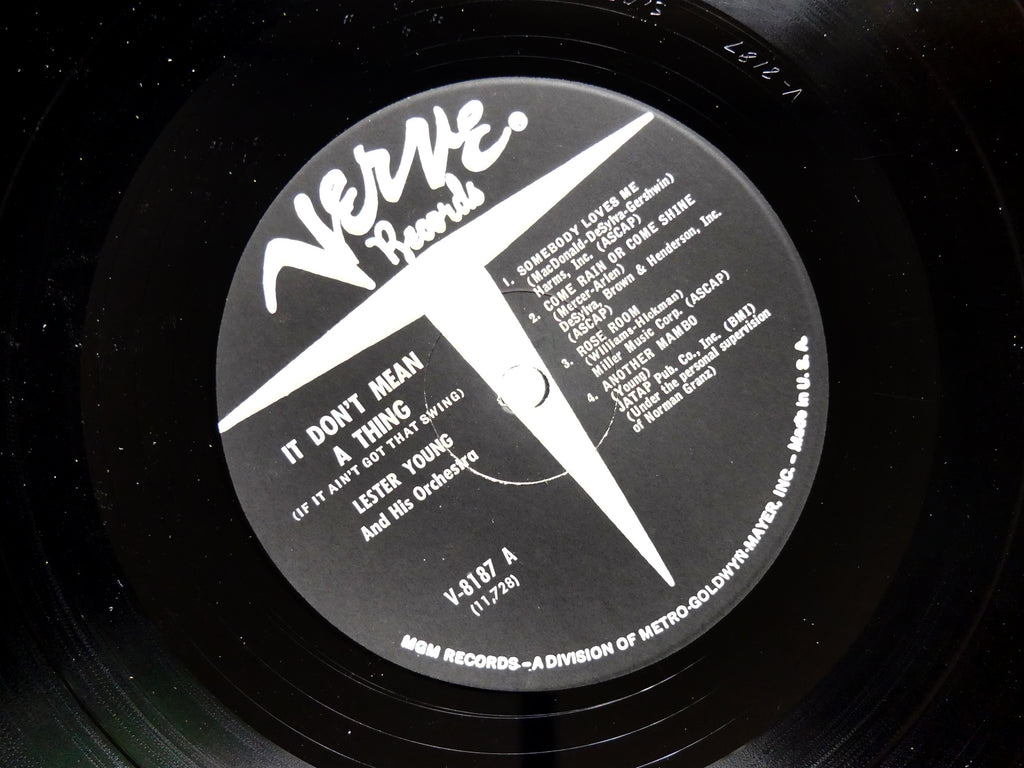 Verve®
Records
1. SOMEBODY LOVES ME
(MacDonald-DeSylva-Gershwin)
Harms, Inc. (ASCAP)
2. COME RAIN OR COME SHINE
(Mercer-Arlen)
DeSylva, Brown & Henderson, Inc.
(ASCAP)
3. ROSE ROOM
(Williams-Hickman)
Miller Music Corp. (ASCAP)
4. ANOTHER MAMBO
(Young)
JATAP Pub. Co., Inc. (BMI)
(Under the personal supervision
of Norman Granz)
IT DON'T MEAN
A THING
(IF IT AIN'T GOT THAT SWING)
LESTER YOUNG
And His Orchestra
V-8187 A
(11,728)
MGM RECORDS–A DIVISION OF METRO-GOLDWYN-MAYER, INC. – Made in U.S.A.